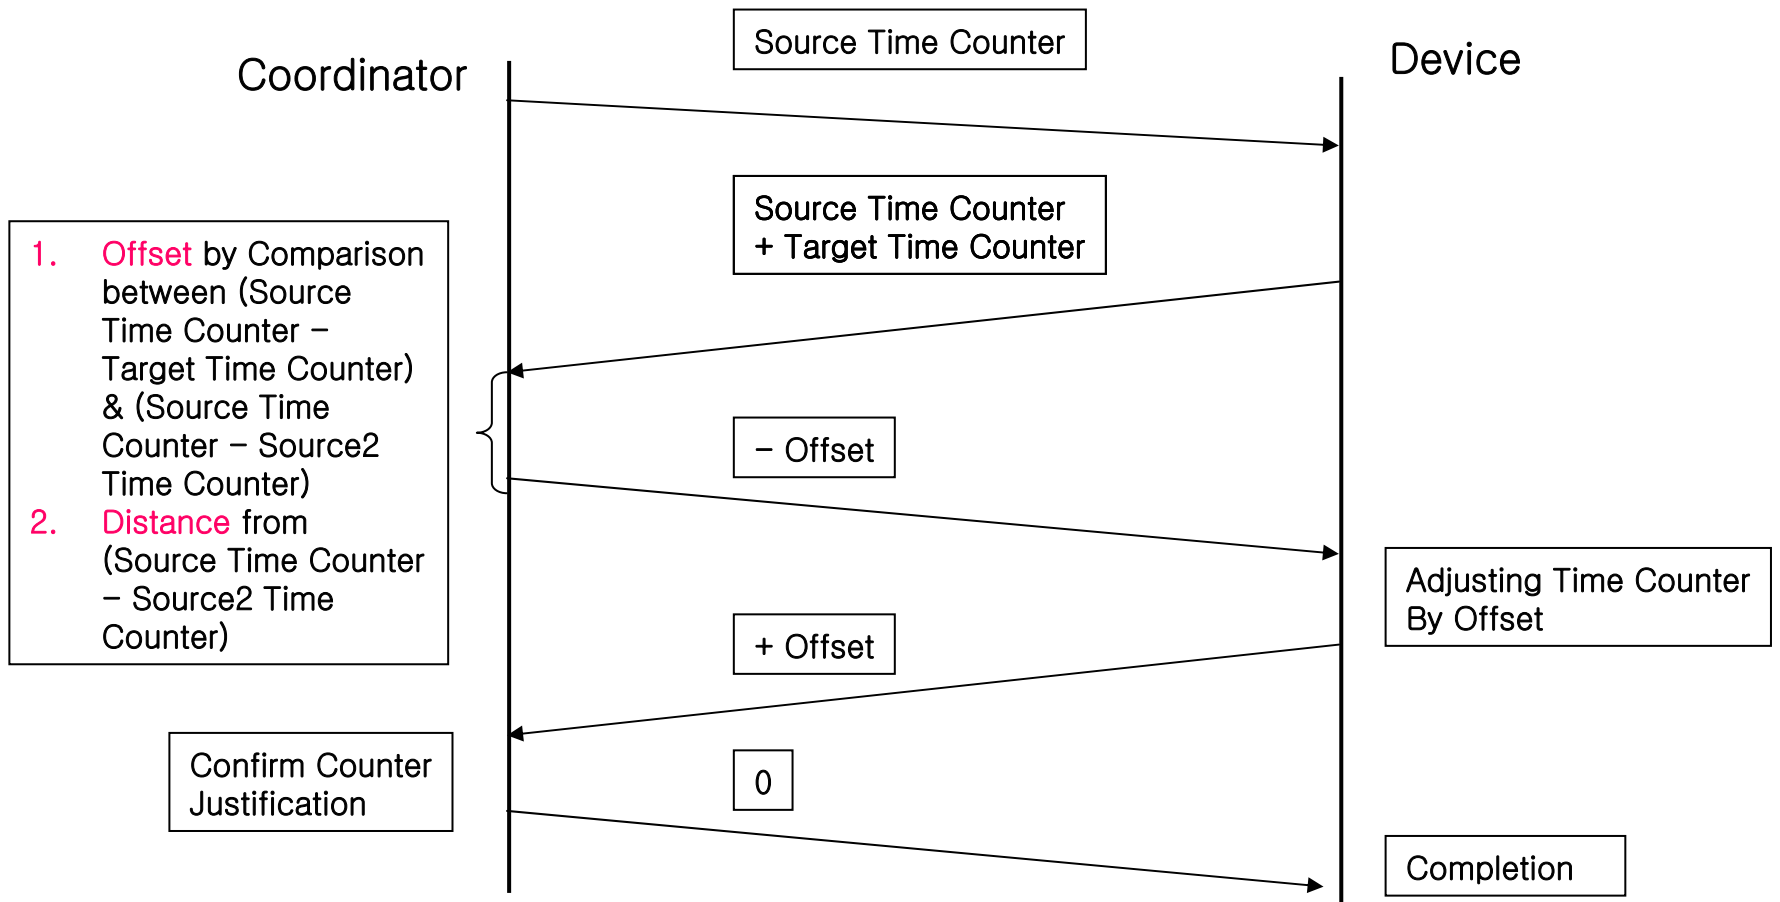 Source Time Counter
Coordinator
Device
Source Time Counter
+ Target Time Counter
1. Offset by Comparison
between (Source
Time Counter –
Target Time Counter)
& (Source Time
Counter – Source2
Time Counter)
2. Distance from
(Source Time Counter
– Source2 Time
Counter)
– Offset
Adjusting Time Counter
By Offset
+ Offset
Confirm Counter
Justification
0
Completion